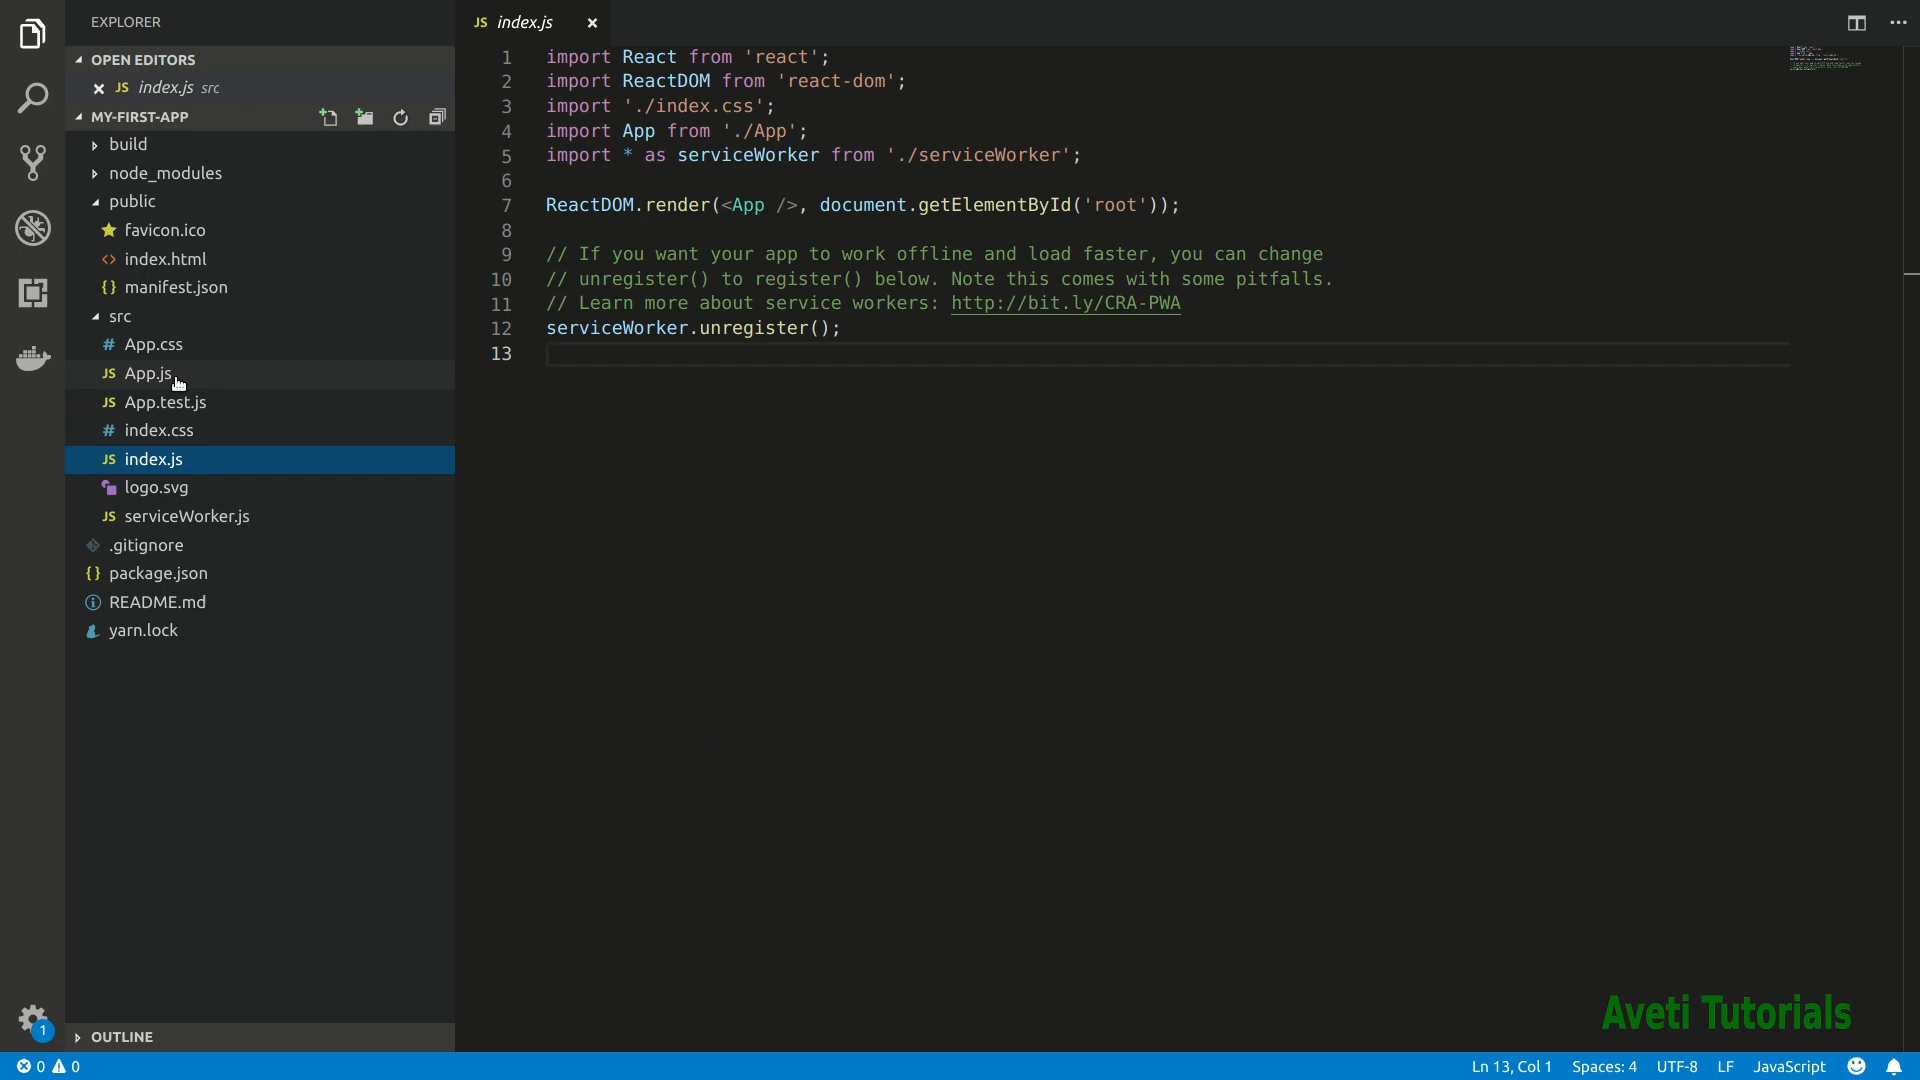 EXPLORER
OPEN EDITORS
JS index.js src
MY-FIRST-APP
build
node_modules
public
favicon.ico
<> index.html
{} manifest.json
src
# App.css
JS App.js
JS App.test.js
# index.css
JS index.js
logo.svg
JS serviceWorker.js
.gitignore
{} package.json
README.md
yarn.lock
OUTLINE
1
JS index.js
1 import React from 'react';
2 import ReactDOM from 'react-dom';
3 import './index.css';
4 import App from './App';
5 import * as serviceWorker from './serviceWorker';
6
7 ReactDOM.render(<App />, document.getElementById('root'));
8
9 // If you want your app to work offline and load faster, you can change
10 // unregister() to register() below. Note this comes with some pitfalls.
11 // Learn more about service workers: http://bit.ly/CRA-PWA
12 serviceWorker.unregister();
13
Aveti Tutorials
0 0
Ln 13, Col 1 Spaces: 4 UTF-8 LF JavaScript